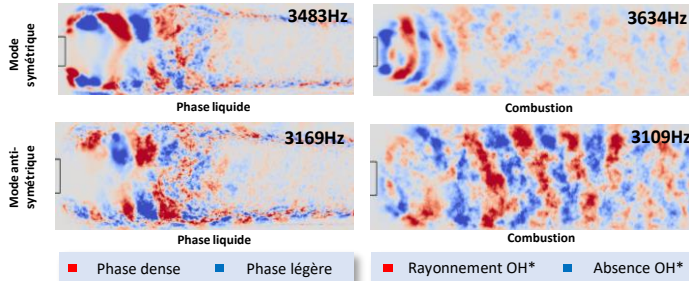 Mode symétrique
3483Hz
3634Hz
Phase liquide
Combustion
Mode anti-symétrique
3169Hz
3109Hz
Phase liquide
Combustion
Phase dense
Phase légère
Rayonnement OH*
Absence OH*